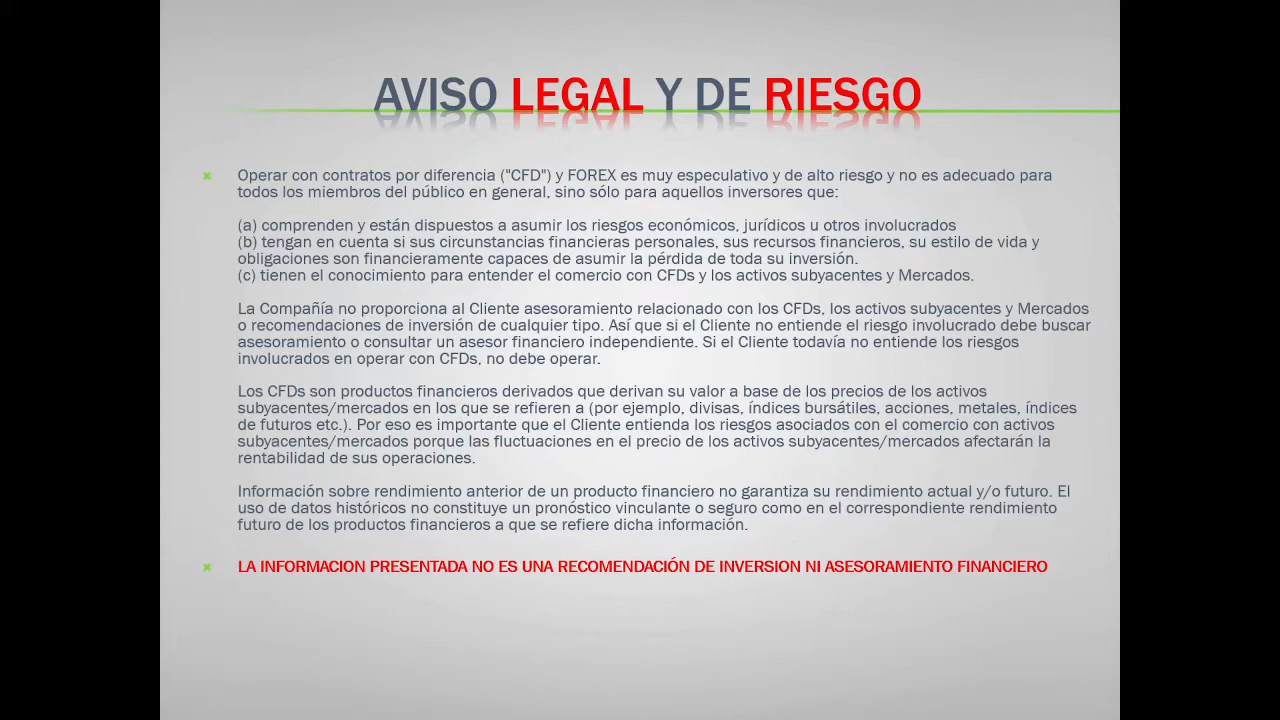 AVISO LEGAL Y DE RIESGO
Operar con contratos por diferencia ("CFD") y FOREX es muy especulativo y de alto riesgo y no es adecuado para
todos los miembros del público en general, sino sólo para aquellos inversores que:
(a) comprenden y están dispuestos a asumir los riesgos económicos, jurídicos u otros involucrados
(b) tengan en cuenta si sus circunstancias financieras personales, sus recursos financieros, su estilo de vida y
obligaciones son financieramente capaces de asumir la pérdida de toda su inversión.
(c) tienen el conocimiento para entender el comercio con CFDs y los activos subyacentes y Mercados.
La Compañía no proporciona al Cliente asesoramiento relacionado con los CFDs, los activos subyacentes y Mercados
o recomendaciones de inversión de cualquier tipo. Así que si el Cliente no entiende el riesgo involucrado debe buscar
asesoramiento o consultar un asesor financiero independiente. Si el Cliente todavía no entiende los riesgos
involucrados en operar con CFDs, no debe operar.
Los CFDs son productos financieros derivados que derivan su valor a base de los precios de los activos
subyacentes/mercados en los que se refieren a (por ejemplo, divisas, índices bursátiles, acciones, metales, índices
de futuros etc.). Por eso es importante que el Cliente entienda los riesgos asociados con el comercio con activos
subyacentes/mercados porque las fluctuaciones en el precio de los activos subyacentes/mercados afectarán la
rentabilidad de sus operaciones.
Información sobre rendimiento anterior de un producto financiero no garantiza su rendimiento actual y/o futuro. El
uso de datos históricos no constituye un pronóstico vinculante o seguro como en el correspondiente rendimiento
futuro de los productos financieros a que se refiere dicha información.
LA INFORMACION PRESENTADA NO ES UNA RECOMENDACIÓN DE INVERSION NI ASESORAMIENTO FINANCIERO